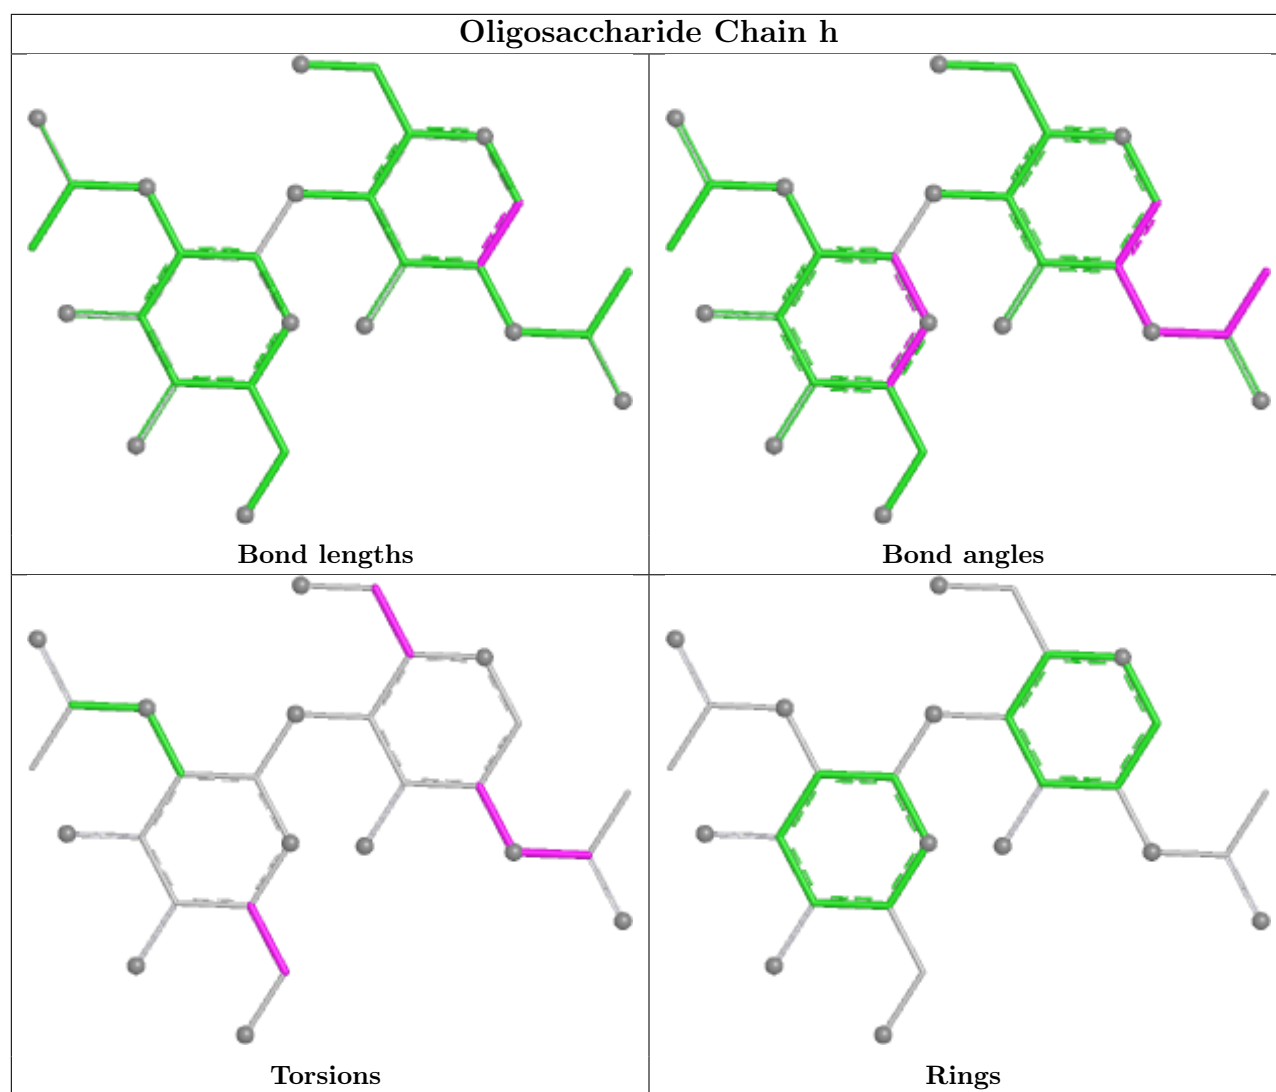 Oligosaccharide Chain h
Bond lengths
Bond angles
Torsions
Rings